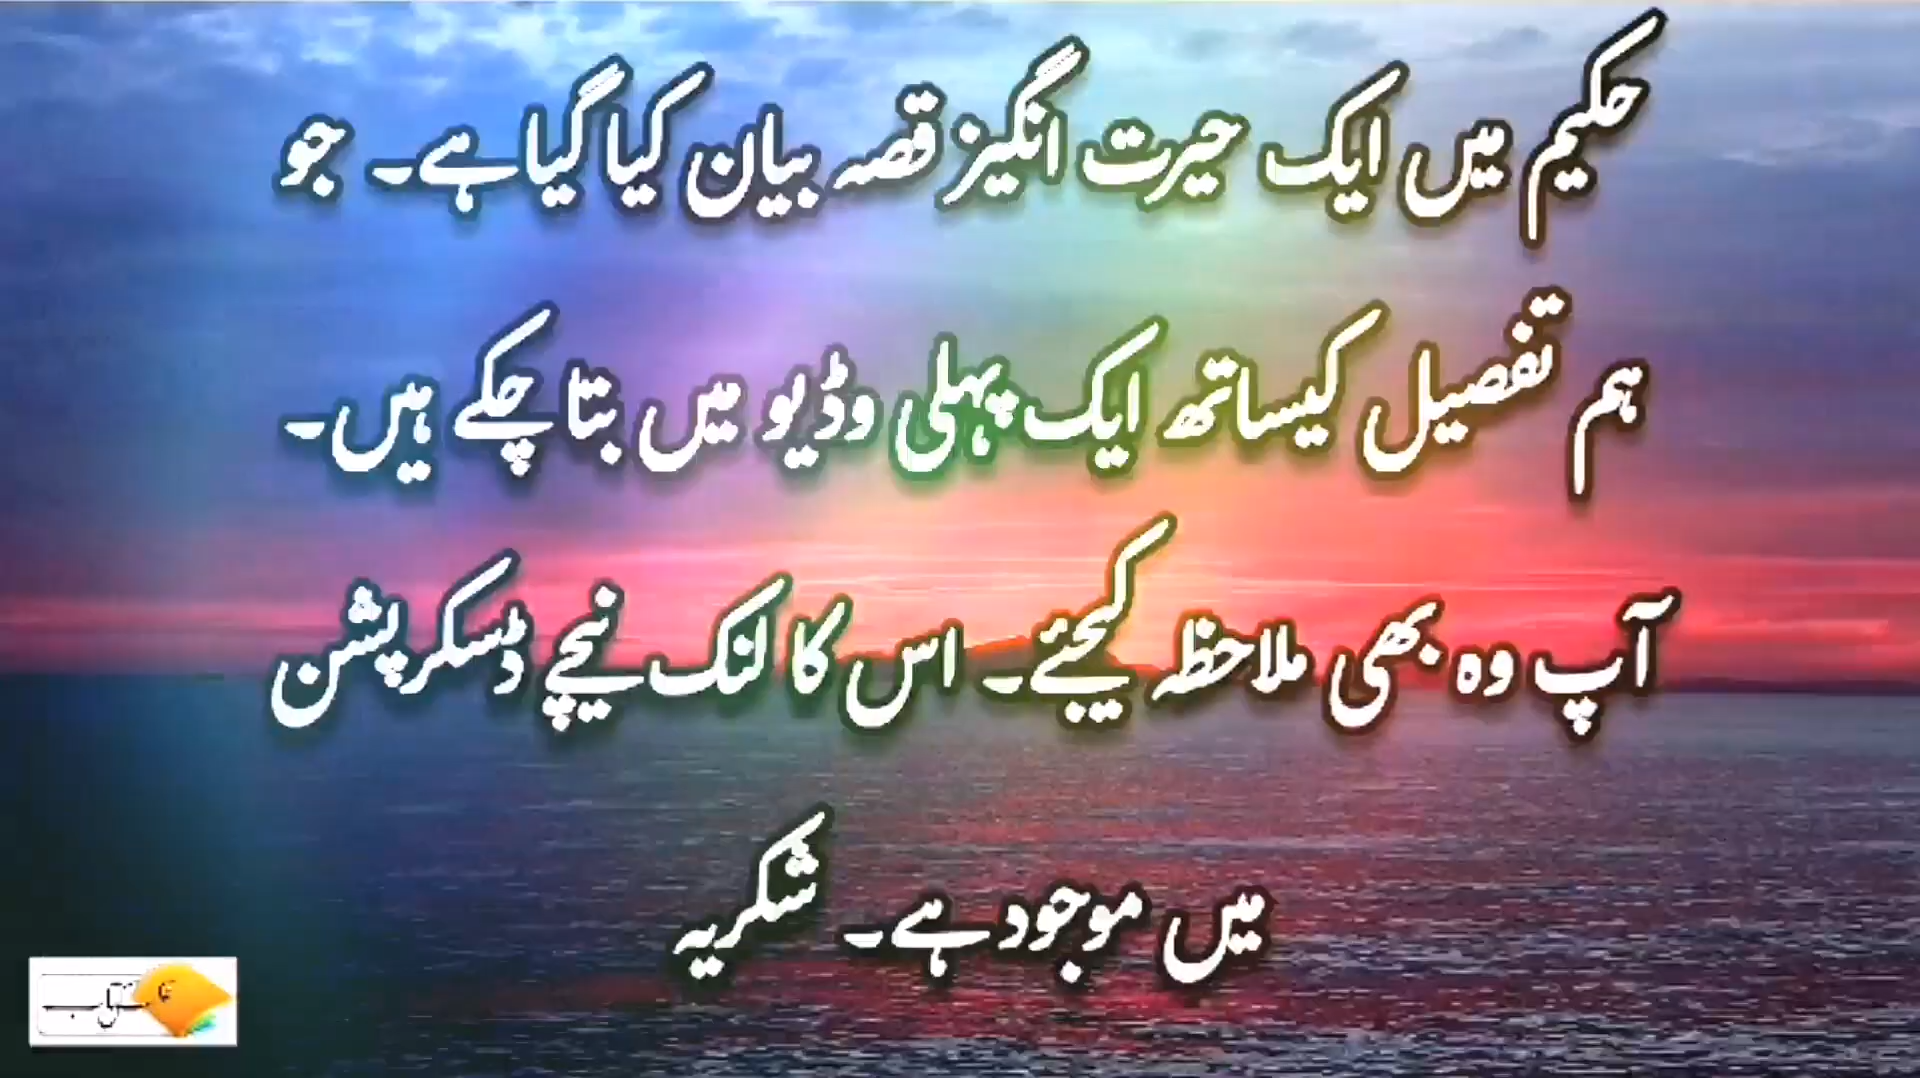 حکیم میں ایک حیرت انگیز قصہ بیان کیا گیا ہے۔ جو
ہم تفصیل کیساتھ ایک پہلی وڈیو میں بتا چکے ہیں۔
آپ وہ بھی ملاحظہ کیجئے۔ اس کا لنک نیچے ڈسکرپشن
میں موجود ہے۔ شکریہ